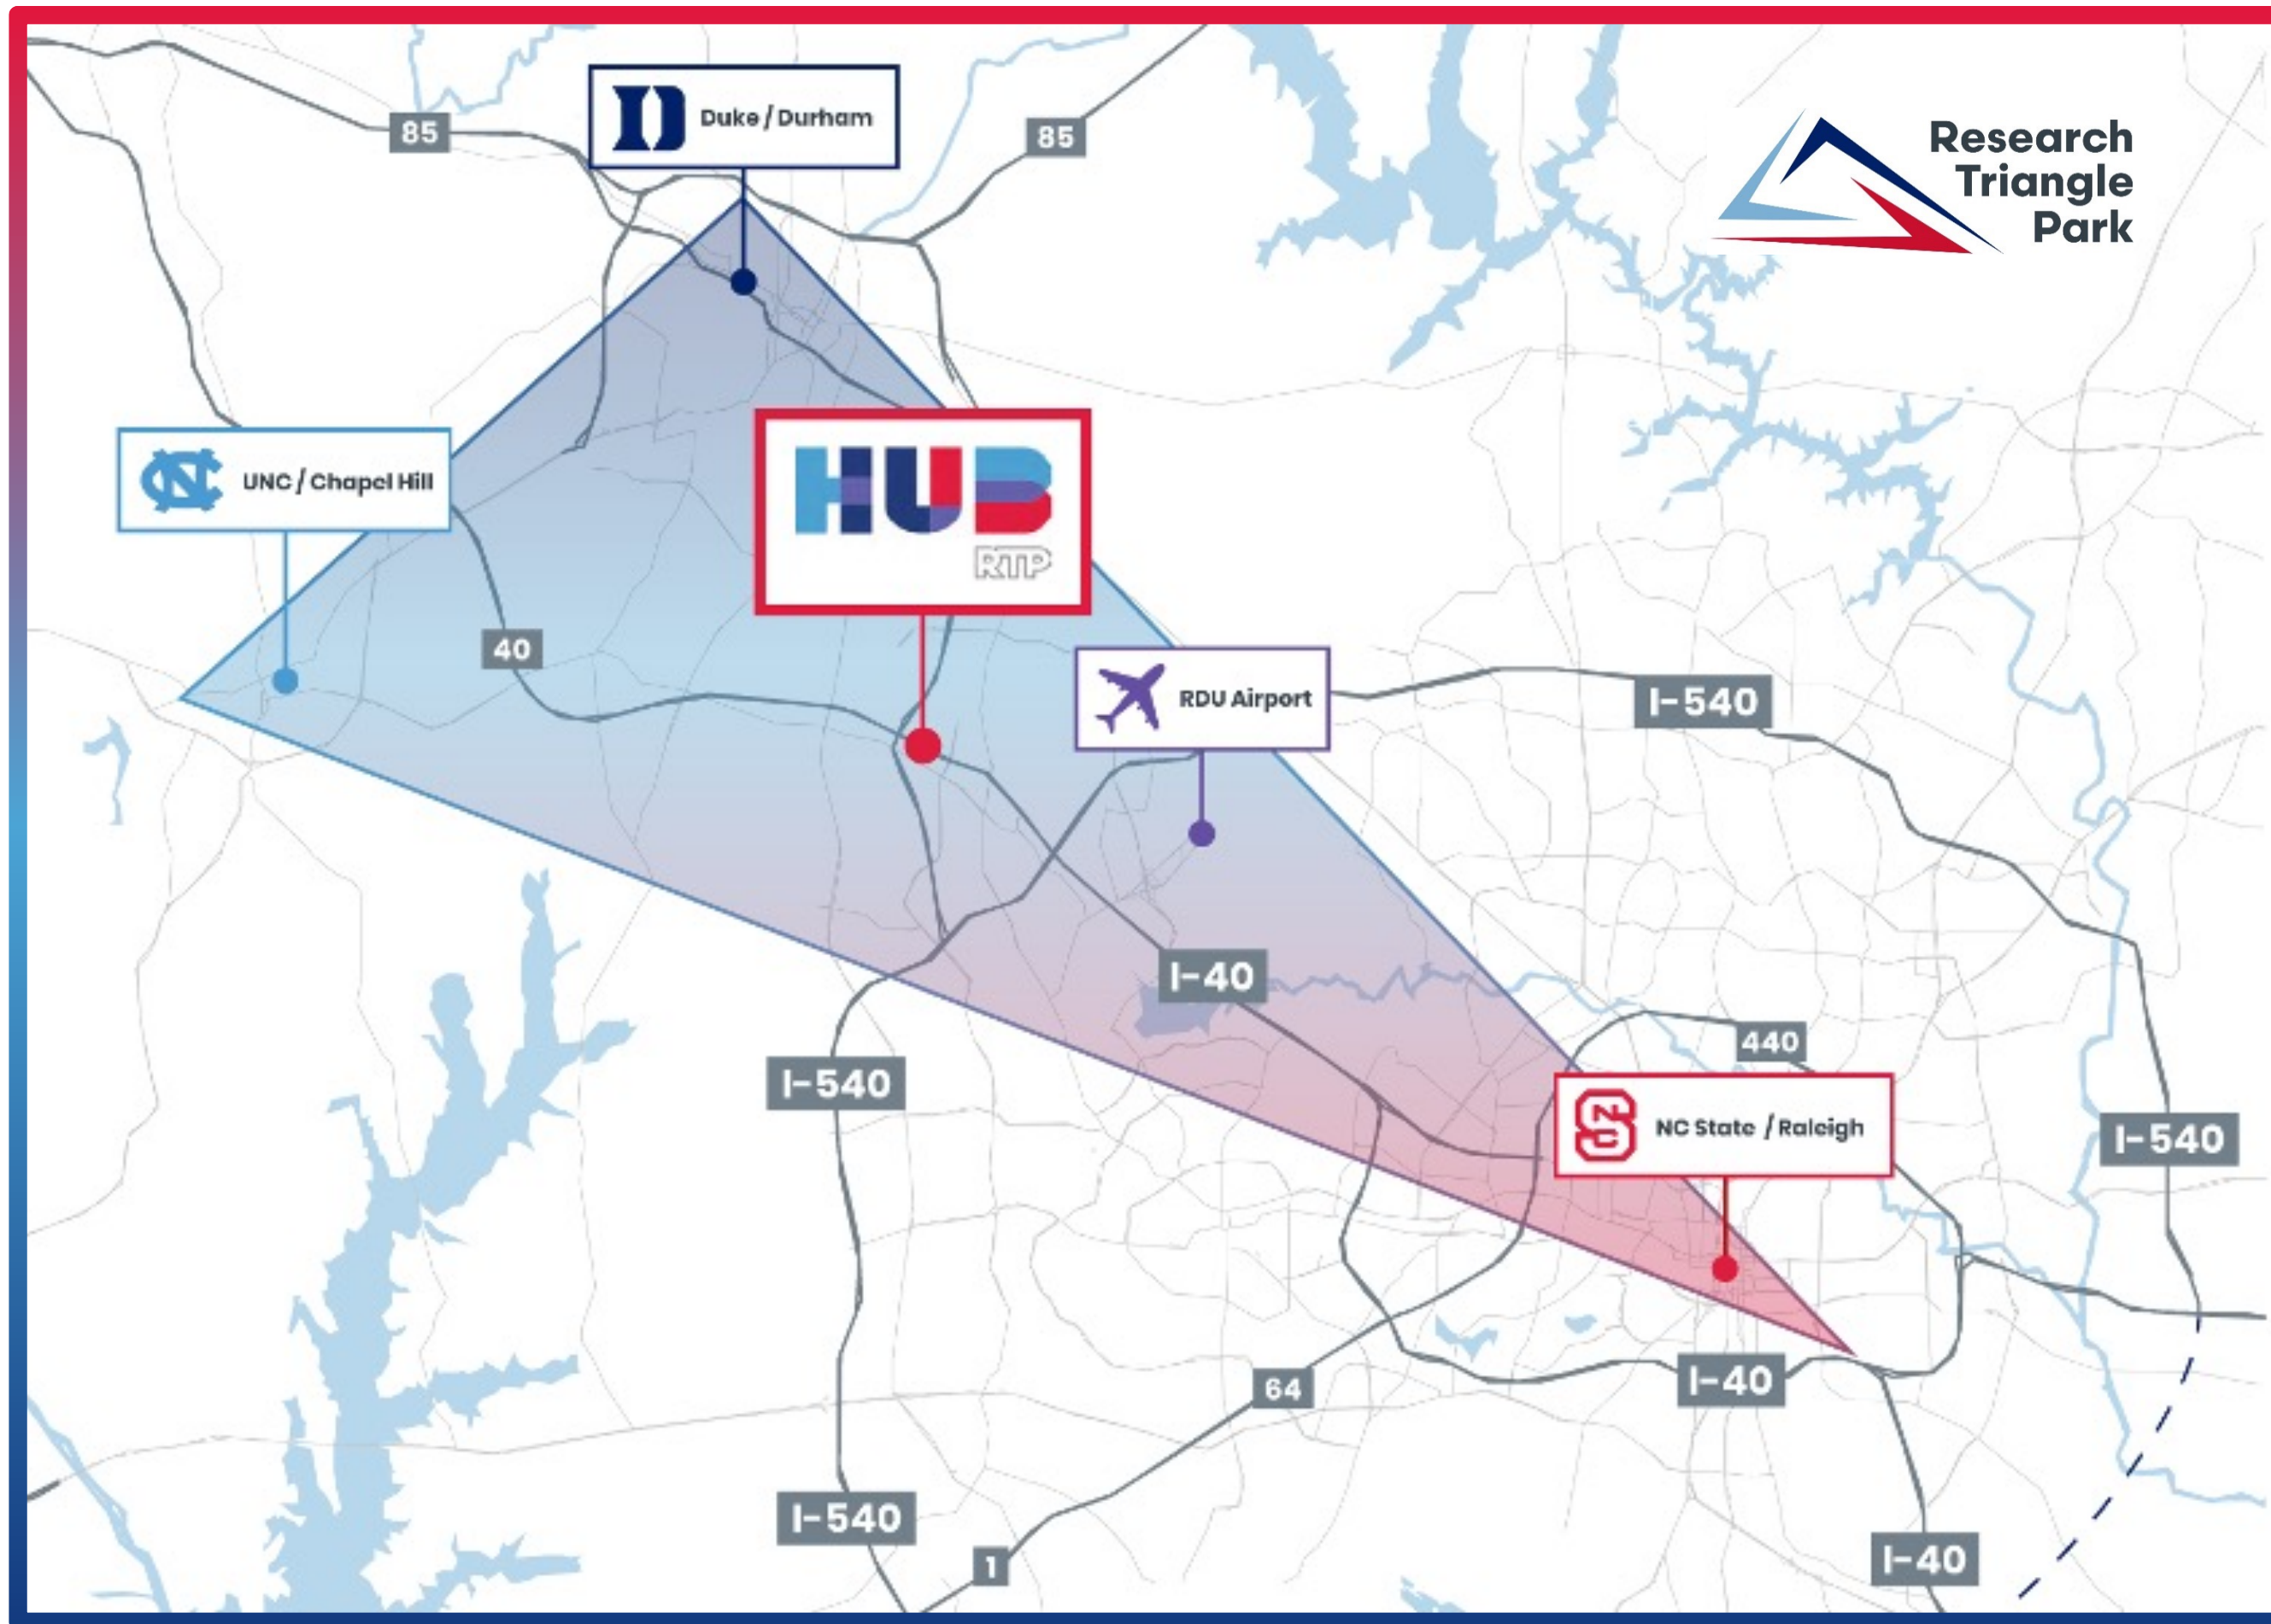 Duke / Durham
85
85
Research
Triangle
Park
UNC / Chapel Hill
NC
HUB
RTP
40
RDU Airport
I-540
I-40
440
I-540
NC State / Raleigh
I-540
64
I-40
I-540
1
I-40